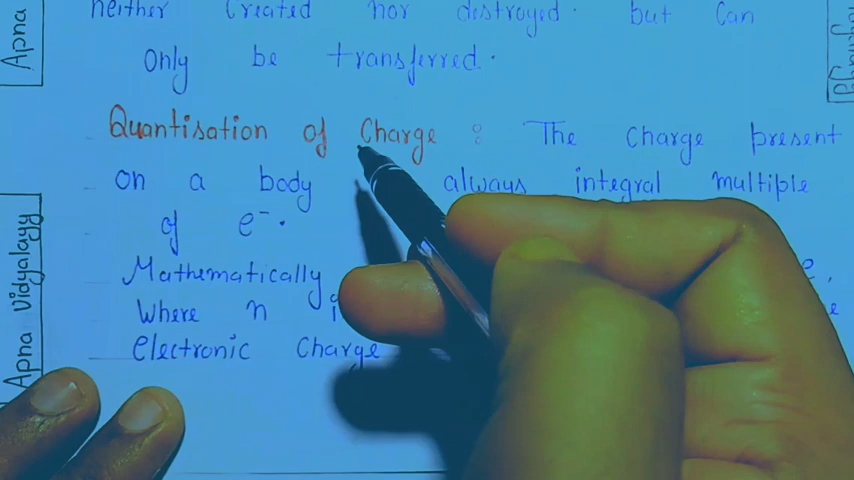 neither Created nor destroyed. but Can
only be transferred.
Quantisation of Charge : The Charge present
on a body always integral multiple
of e⁻.
Mathematically e,
Where n
Electronic Charge
Apna
Apna Vidyalayy